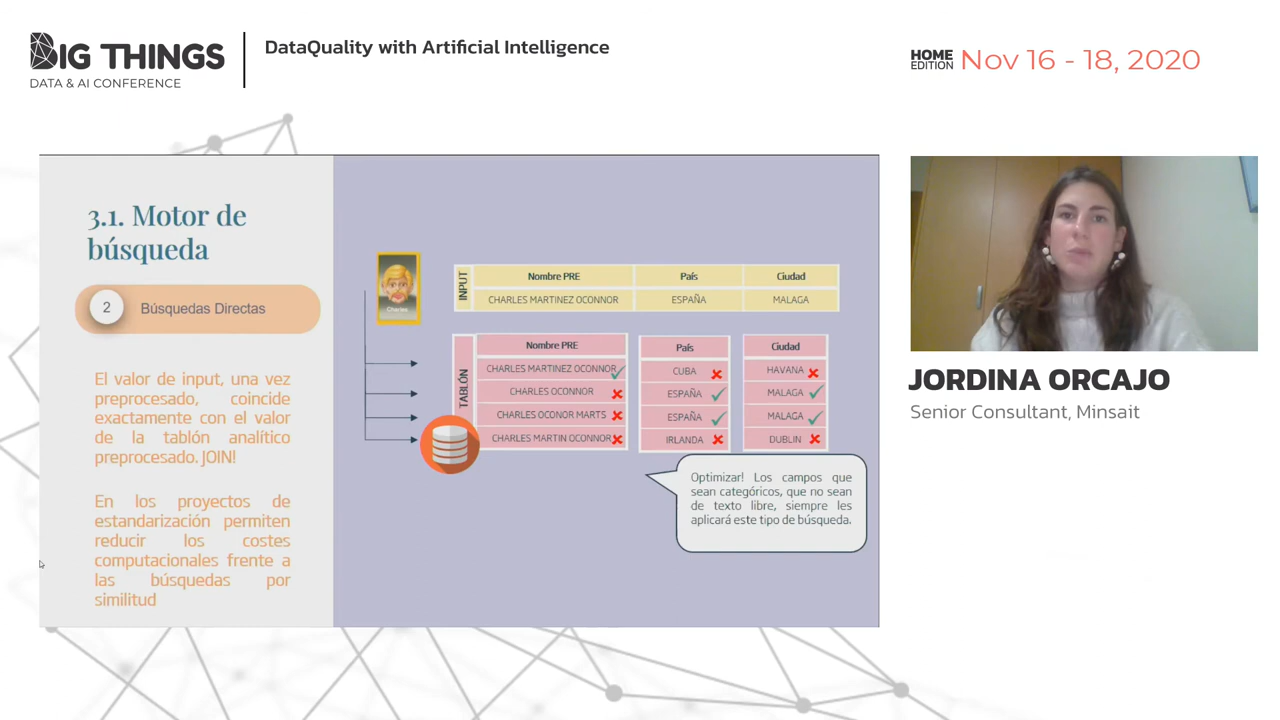 BIG THINGS
DATA & AI CONFERENCE
DataQuality with Artificial Intelligence
HOME
EDITION
Nov 16 - 18, 2020
3.1. Motor de
búsqueda
2
Búsquedas Directas
El valor de input, una vez
preprocesado, coincide
exactamente con el valor
de la tablón analítico
preprocesado. JOIN!
En los proyectos de
estandarización permiten
reducir los costes
computacionales frente a
las búsquedas por
similitud
Charles
INPUT
Nombre PRE País Ciudad
CHARLES MARTINEZ OCONNOR ESPAÑA MALAGA
TABLÓN
Nombre PRE País Ciudad
CHARLES MARTINEZ OCONNOR CUBA HAVANA
CHARLES OCONNOR ESPAÑA MALAGA
CHARLES OCONOR MARTS ESPAÑA MALAGA
CHARLES MARTIN OCONNOR IRLANDA DUBLIN
Optimizar! Los campos que
sean categóricos, que no sean
de texto libre, siempre les
aplicará este tipo de búsqueda.
JORDINA ORCAJO
Senior Consultant, Minsait